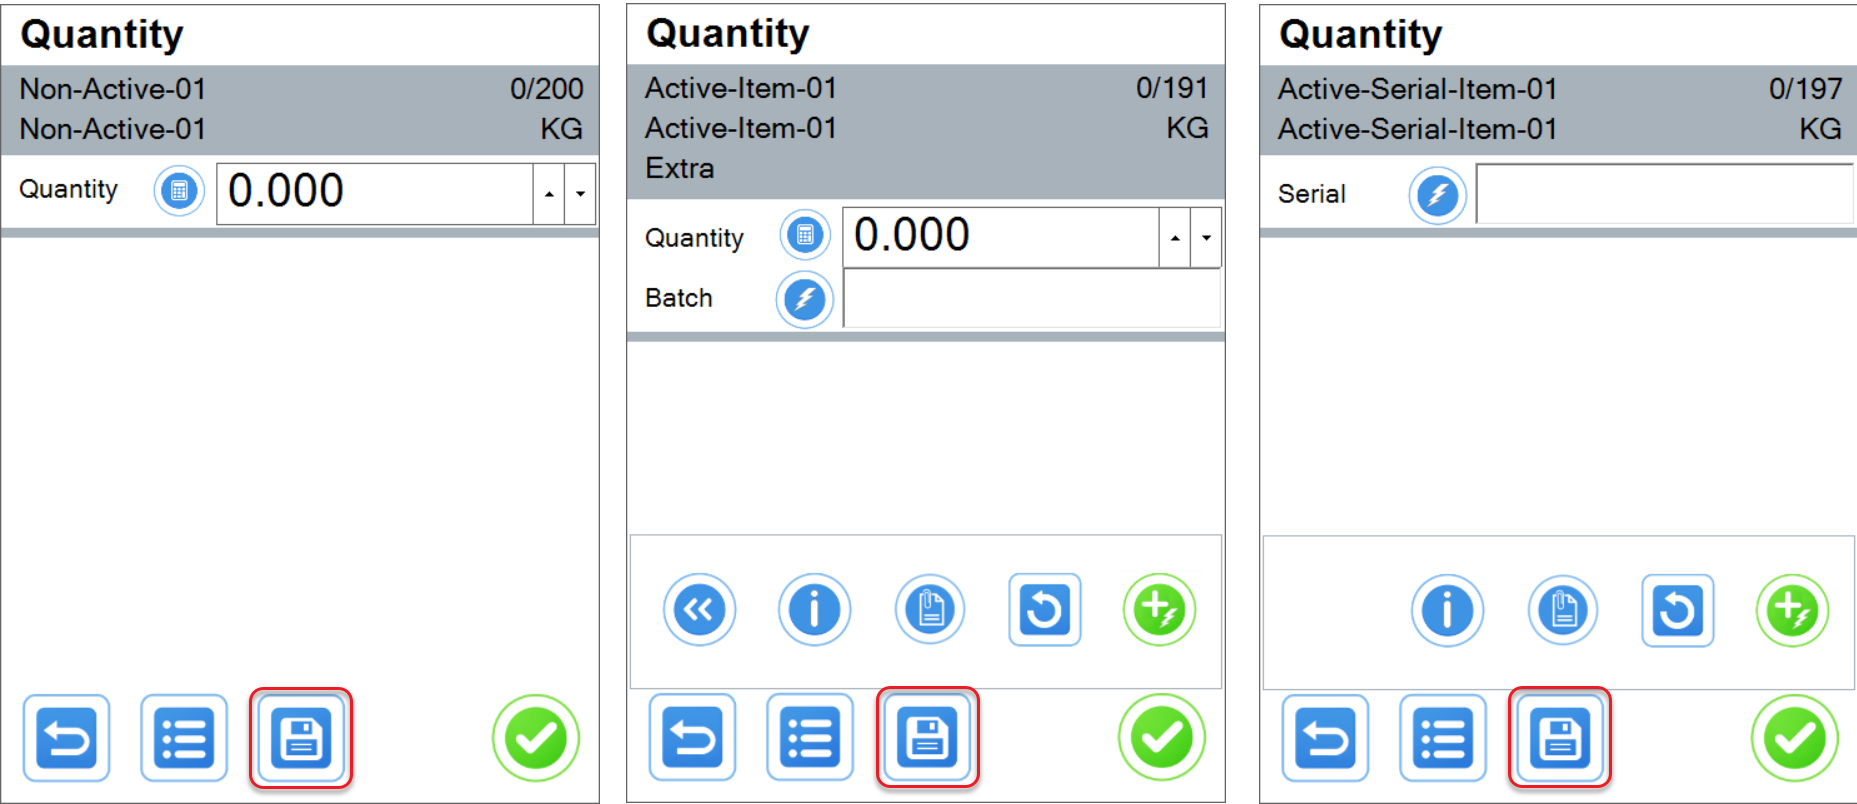 Quantity
Non-Active-01 0/200
Non-Active-01 KG
Quantity 0.000
Quantity
Active-Item-01 0/191
Active-Item-01 KG
Extra
Quantity 0.000
Batch
Quantity
Active-Serial-Item-01 0/197
Active-Serial-Item-01 KG
Serial